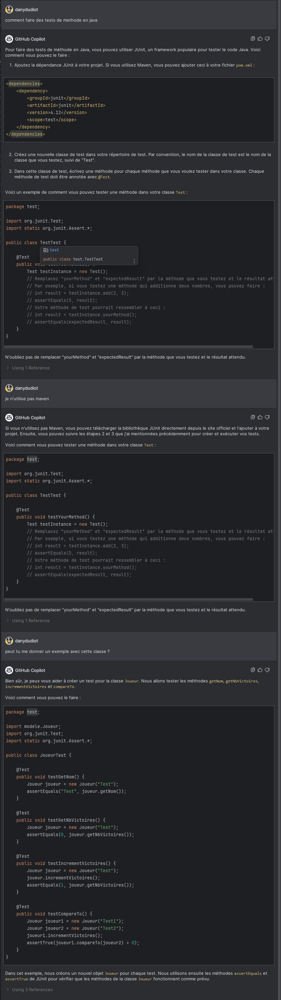 danydudiot
comment faire des tests de methode en java
GitHub Copilot
Pour faire des tests de méthode en Java, vous pouvez utiliser JUnit, un framework populaire pour tester le code Java. Voici
comment vous pouvez le faire :
1. Ajoutez la dépendance JUnit à votre projet. Si vous utilisez Maven, vous pouvez ajouter ceci à votre fichier pom.xml :
<dependencies>
    <dependency>
        <groupId>junit</groupId>
        <artifactId>junit</artifactId>
        <version>4.12</version>
        <scope>test</scope>
    </dependency>
</dependencies>
2. Créez une nouvelle classe de test dans votre répertoire de test. Par convention, le nom de la classe de test est le nom de la
classe que vous testez, suivi de "Test".
3. Dans cette classe de test, écrivez une méthode pour chaque méthode que vous voulez tester dans votre classe. Chaque
méthode de test doit être annotée avec @Test.
Voici un exemple de comment vous pouvez tester une méthode dans votre classe Test :
package test;
import org.junit.Test;
import static org.junit.Assert.*;
public class TestTest {
test
@Test
public class test.TestTest
public void
        Test testInstance = new Test();
        // Remplacez "yourMethod" et "expectedResult" par la méthode que vous testez et le résultat att
        // Par exemple, si vous testez une méthode qui additionne deux nombres, vous pouvez faire :
        // int result = testInstance.add(2, 3);
        // assertEquals(5, result);
        // Votre méthode de test pourrait ressembler à ceci :
        // int result = testInstance.yourMethod();
        // assertEquals(expectedResult, result);
    }
}
N'oubliez pas de remplacer "yourMethod" et "expectedResult" par la méthode que vous testez et le résultat attendu.
Using 1 Reference
danydudiot
je n'utilise pas maven
GitHub Copilot
Si vous n'utilisez pas Maven, vous pouvez télécharger la bibliothèque JUnit directement depuis le site officiel et l'ajouter à votre
projet. Ensuite, vous pouvez suivre les étapes 2 et 3 que j'ai mentionnées précédemment pour créer et exécuter vos tests.
Voici comment vous pouvez tester une méthode dans votre classe Test :
package test;
import org.junit.Test;
import static org.junit.Assert.*;
public class TestTest {
    @Test
    public void testYourMethod() {
        Test testInstance = new Test();
        // Remplacez "yourMethod" et "expectedResult" par la méthode que vous testez et le résultat att
        // Par exemple, si vous testez une méthode qui additionne deux nombres, vous pouvez faire :
        // int result = testInstance.add(2, 3);
        // assertEquals(5, result);
        // Votre méthode de test pourrait ressembler à ceci :
        // int result = testInstance.yourMethod();
        // assertEquals(expectedResult, result);
    }
}
N'oubliez pas de remplacer "yourMethod" et "expectedResult" par la méthode que vous testez et le résultat attendu.
Using 1 Reference
danydudiot
peut tu me donner un exemple avec cette classe ?
GitHub Copilot
Bien sûr, je peux vous aider à créer un test pour la classe Joueur. Nous allons tester les méthodes getNom, getNbVictoires,
incrementVictoires et compareTo.
Voici comment vous pouvez le faire :
package test;
import modele.Joueur;
import org.junit.Test;
import static org.junit.Assert.*;
public class JoueurTest {
    @Test
    public void testGetNom() {
        Joueur joueur = new Joueur("Test");
        assertEquals("Test", joueur.getNom());
    }
    @Test
    public void testGetNbVictoires() {
        Joueur joueur = new Joueur("Test");
        assertEquals(0, joueur.getNbVictoires());
    }
    @Test
    public void testIncrementVictoires() {
        Joueur joueur = new Joueur("Test");
        joueur.incrementVictoires();
        assertEquals(1, joueur.getNbVictoires());
    }
    @Test
    public void testCompareTo() {
        Joueur joueur1 = new Joueur("Test1");
        Joueur joueur2 = new Joueur("Test2");
        joueur1.incrementVictoires();
        assertTrue(joueur1.compareTo(joueur2) > 0);
    }
}
Dans cet exemple, nous créons un nouvel objet Joueur pour chaque test. Nous utilisons ensuite les méthodes assertEquals et
assertTrue de JUnit pour vérifier que les méthodes de la classe Joueur fonctionnent comme prévu.
Using 3 References